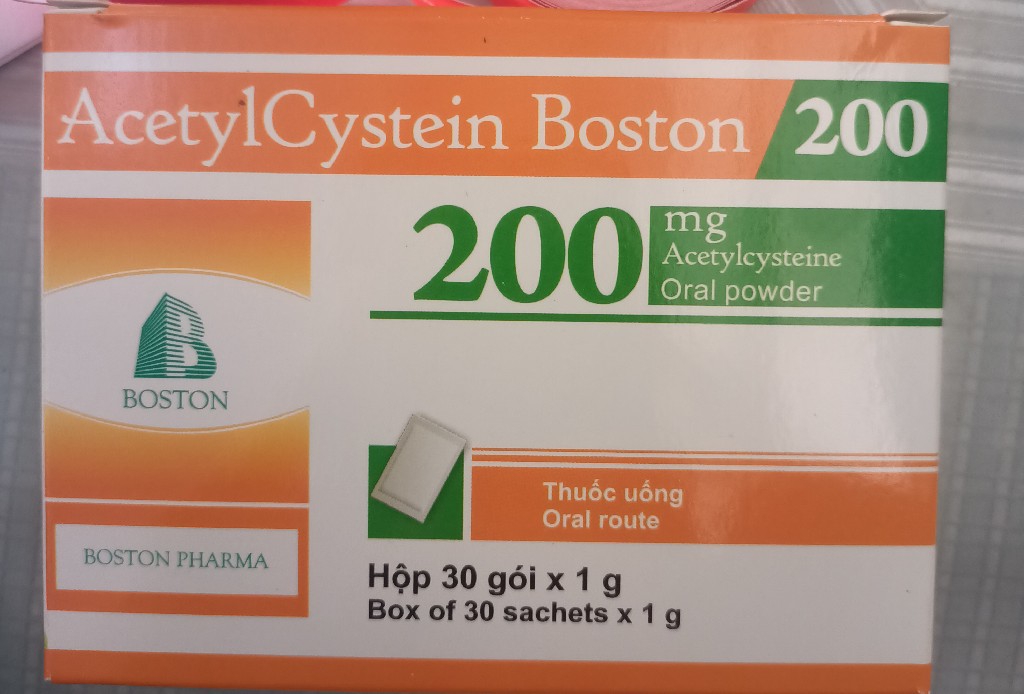 AcetylCystein Boston 200
200 mg
Acetylcysteine
Oral powder
B
BOSTON
Thuốc uống
Oral route
BOSTON PHARMA
Hộp 30 gói x 1 g
Box of 30 sachets x 1 g